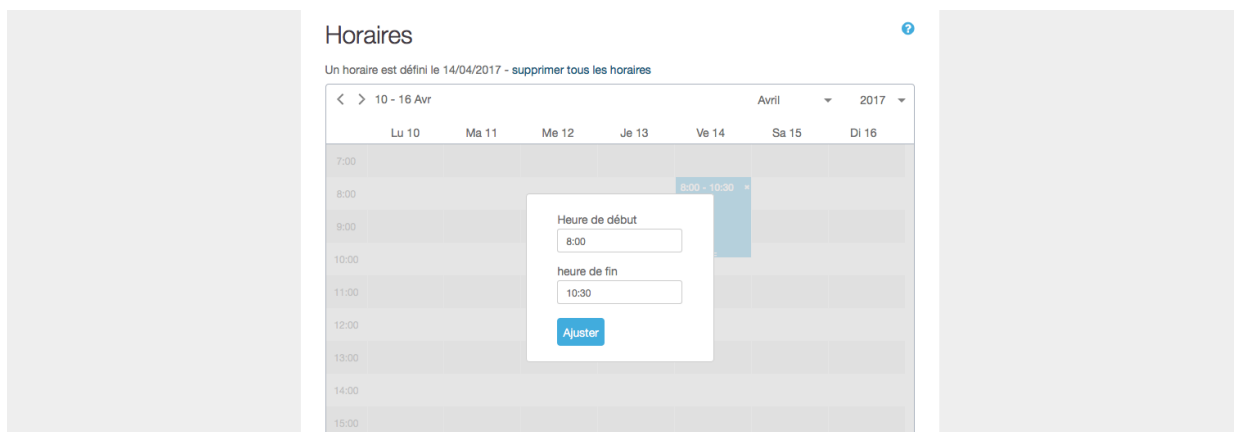 Horaires
?
Un horaire est défini le 14/04/2017 - supprimer tous les horaires
10 - 16 Avr
Avril
2017
Lu 10 Ma 11 Me 12 Je 13 Ve 14 Sa 15 Di 16
7:00
8:00 - 10:30 ×
8:00
9:00
10:00
11:00
12:00
13:00
14:00
15:00
Heure de début
8:00
heure de fin
10:30
Ajuster